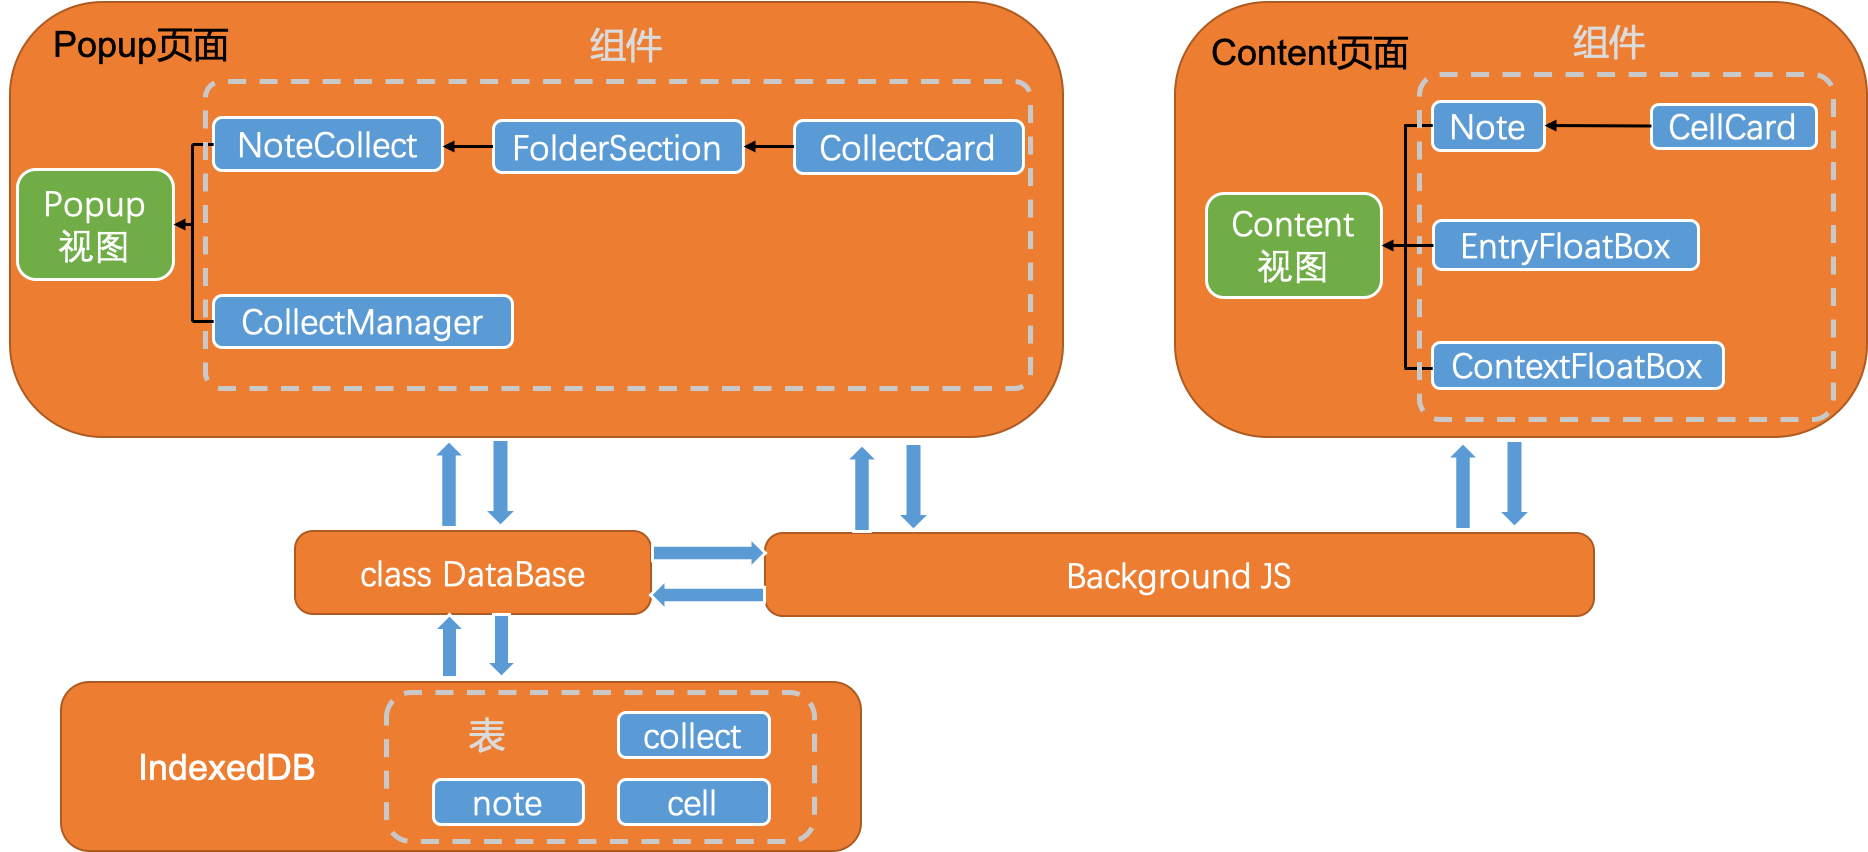 Popup页面
组件
NoteCollect
FolderSection
CollectCard
Popup
视图
CollectManager
Content页面
组件
Note
CellCard
Content
视图
EntryFloatBox
ContextFloatBox
class DataBase
Background JS
IndexedDB
表
collect
note
cell